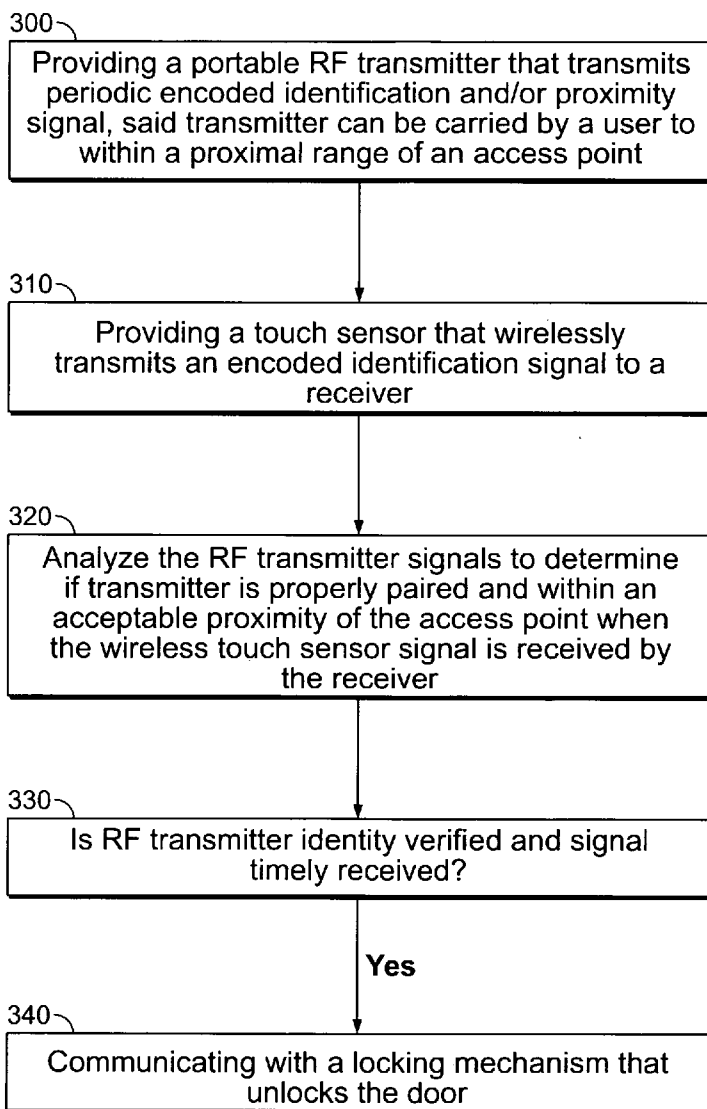 300
Providing a portable RF transmitter that transmits
periodic encoded identification and/or proximity
signal, said transmitter can be carried by a user to
within a proximal range of an access point
310
Providing a touch sensor that wirelessly
transmits an encoded identification signal to a
receiver
320
Analyze the RF transmitter signals to determine
if transmitter is properly paired and within an
acceptable proximity of the access point when
the wireless touch sensor signal is received by
the receiver
330
Is RF transmitter identity verified and signal
timely received?
Yes
340
Communicating with a locking mechanism that
unlocks the door